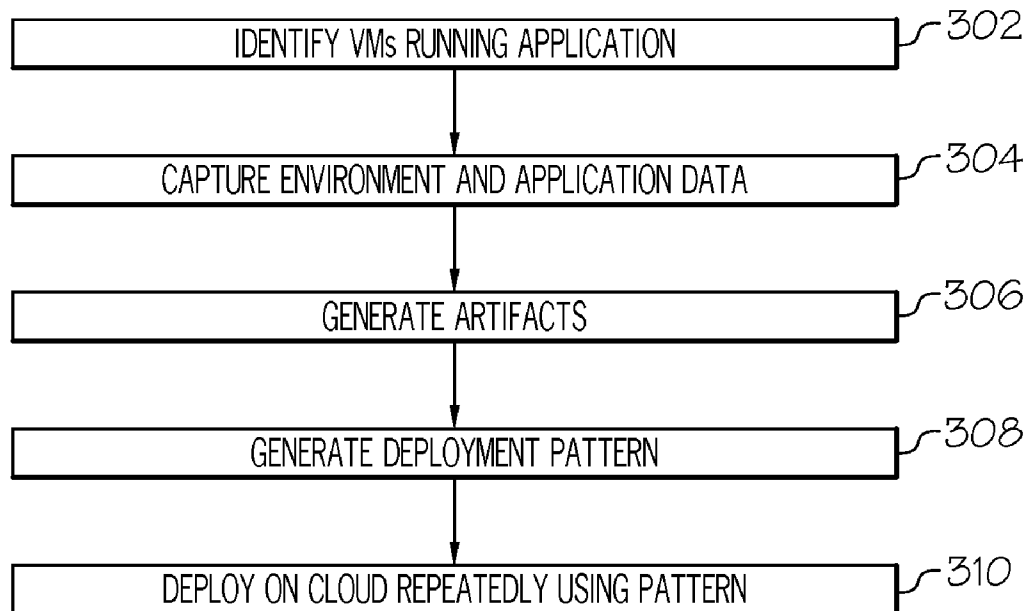 IDENTIFY VMs RUNNING APPLICATION 302
CAPTURE ENVIRONMENT AND APPLICATION DATA 304
GENERATE ARTIFACTS 306
GENERATE DEPLOYMENT PATTERN 308
DEPLOY ON CLOUD REPEATEDLY USING PATTERN 310